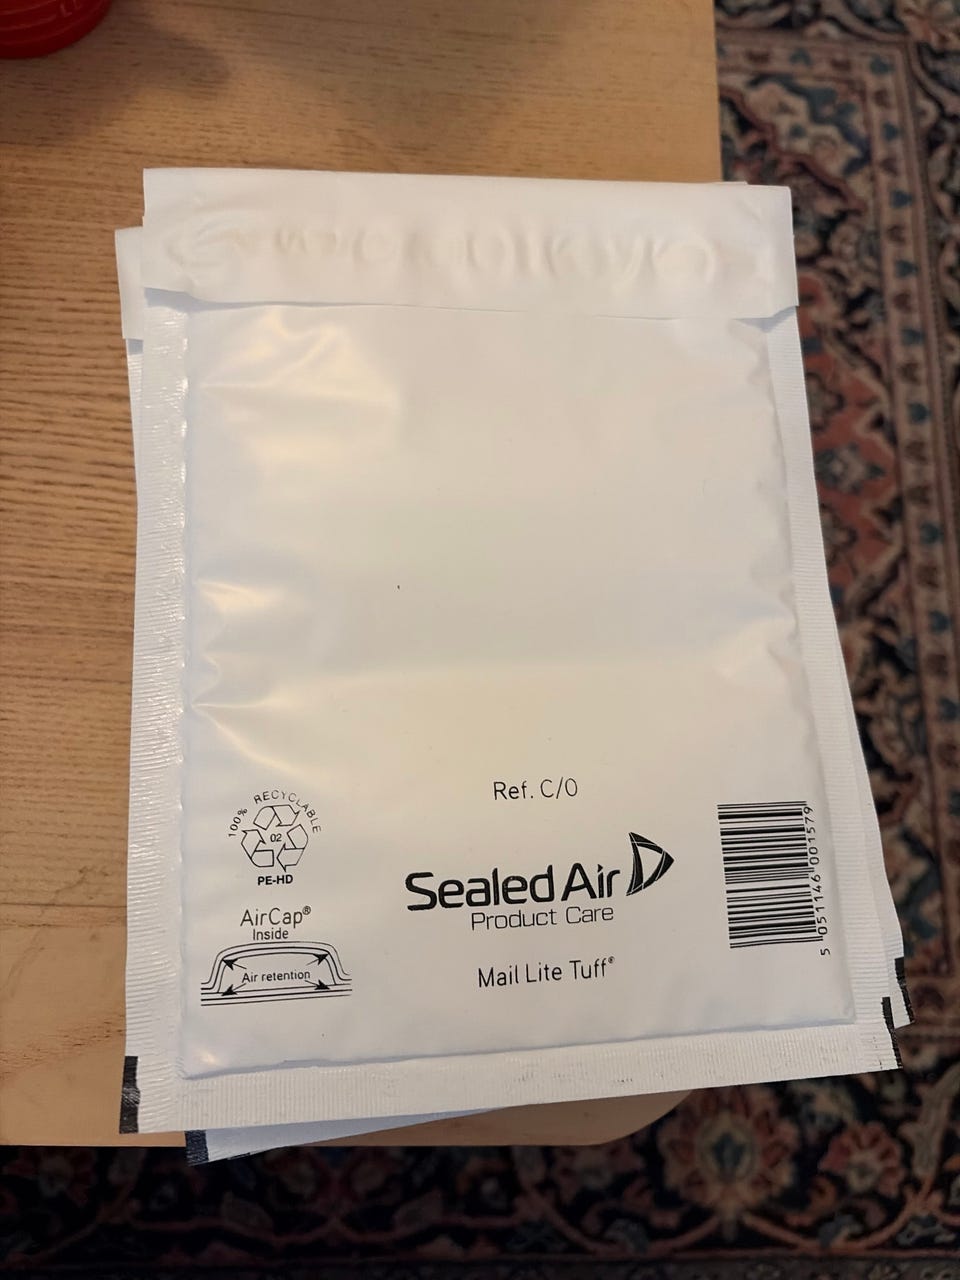 Ref. C/0
100% RECYCLABLE
02
PE-HD
AirCap®
Inside
Air retention
Sealed Air
Product Care
Mail Lite Tuff®
5 051146 001579